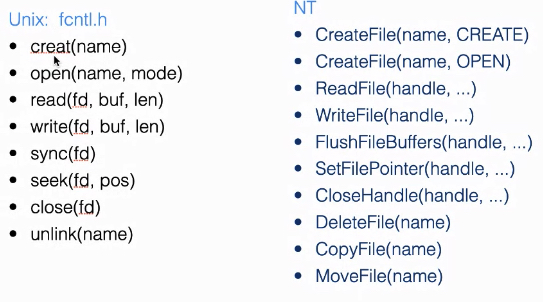 Unix: fcntl.h
• creat(name)
• open(name, mode)
• read(fd, buf, len)
• write(fd, buf, len)
• sync(fd)
• seek(fd, pos)
• close(fd)
• unlink(name)
NT
• CreateFile(name, CREATE)
• CreateFile(name, OPEN)
• ReadFile(handle, ...)
• WriteFile(handle, ...)
• FlushFileBuffers(handle, ...)
• SetFilePointer(handle, ...)
• CloseHandle(handle, ...)
• DeleteFile(name)
• CopyFile(name)
• MoveFile(name)